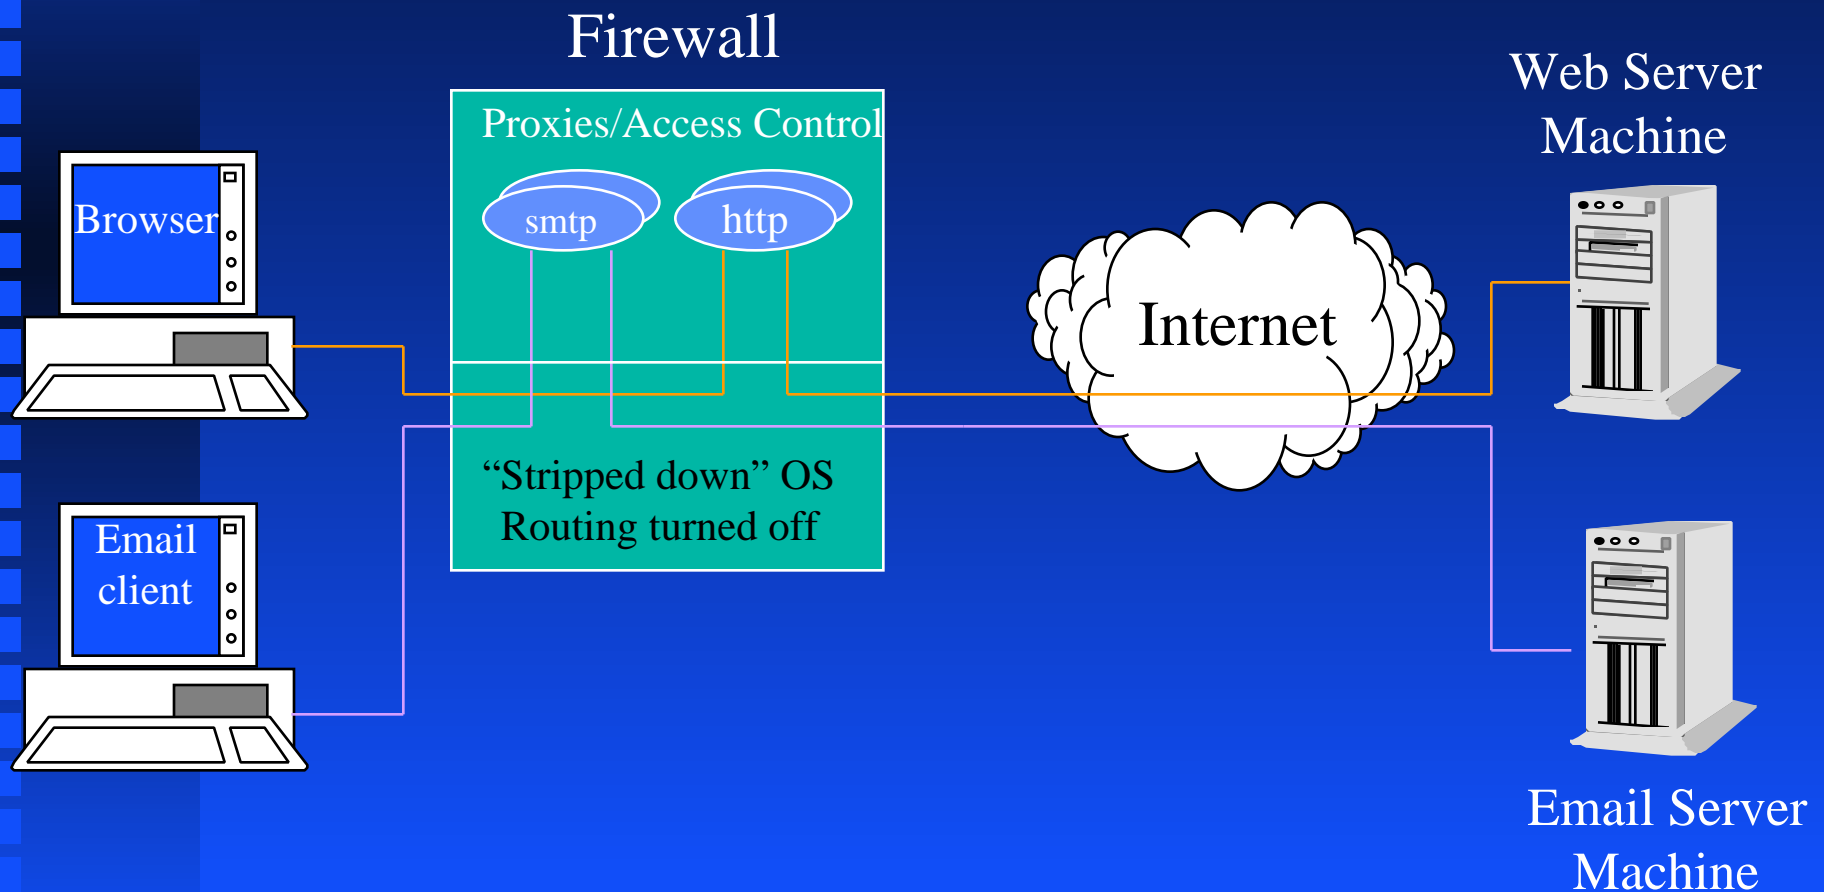 Firewall
Web Server
Machine
Proxies/Access Control
Browser
smtp
http
Internet
“Stripped down” OS
Routing turned off
Email
client
Email Server
Machine